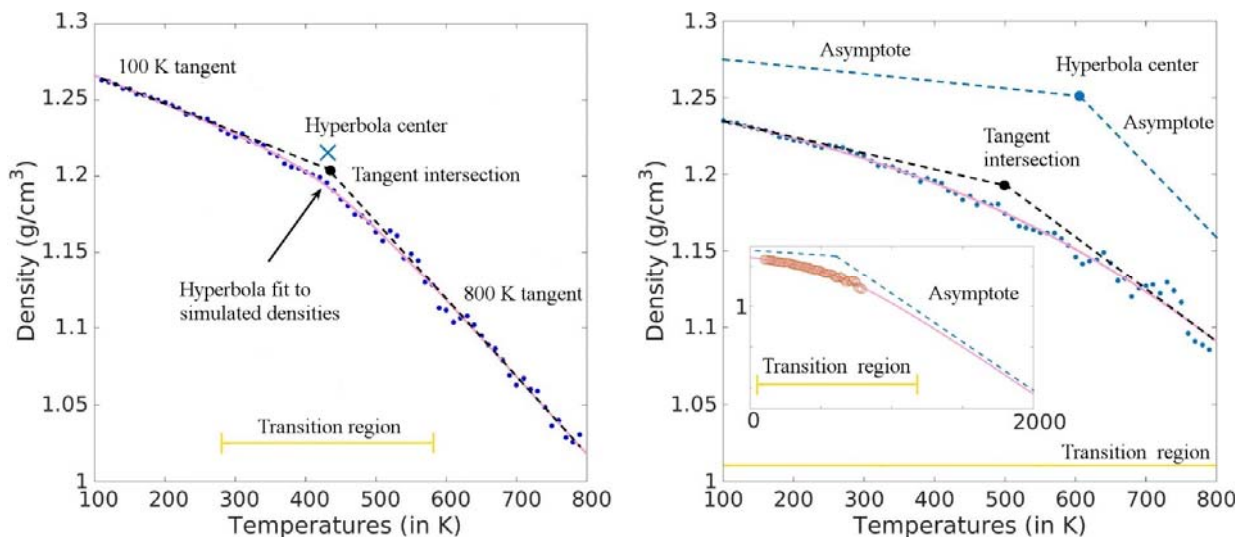 1.3
1.25
1.2
1.15
1.1
1.05
1
Density (g/cm³)
100 K tangent
Hyperbola center
Tangent intersection
Hyperbola fit to
simulated densities
800 K tangent
Transition region
100 200 300 400 500 600 700 800
Temperatures (in K)
1.3
1.25
1.2
1.15
1.1
1.05
1
Density (g/cm³)
Asymptote
Hyperbola center
Asymptote
Tangent
intersection
1
Asymptote
Transition region
0 2000
Transition region
100 200 300 400 500 600 700 800
Temperatures (in K)